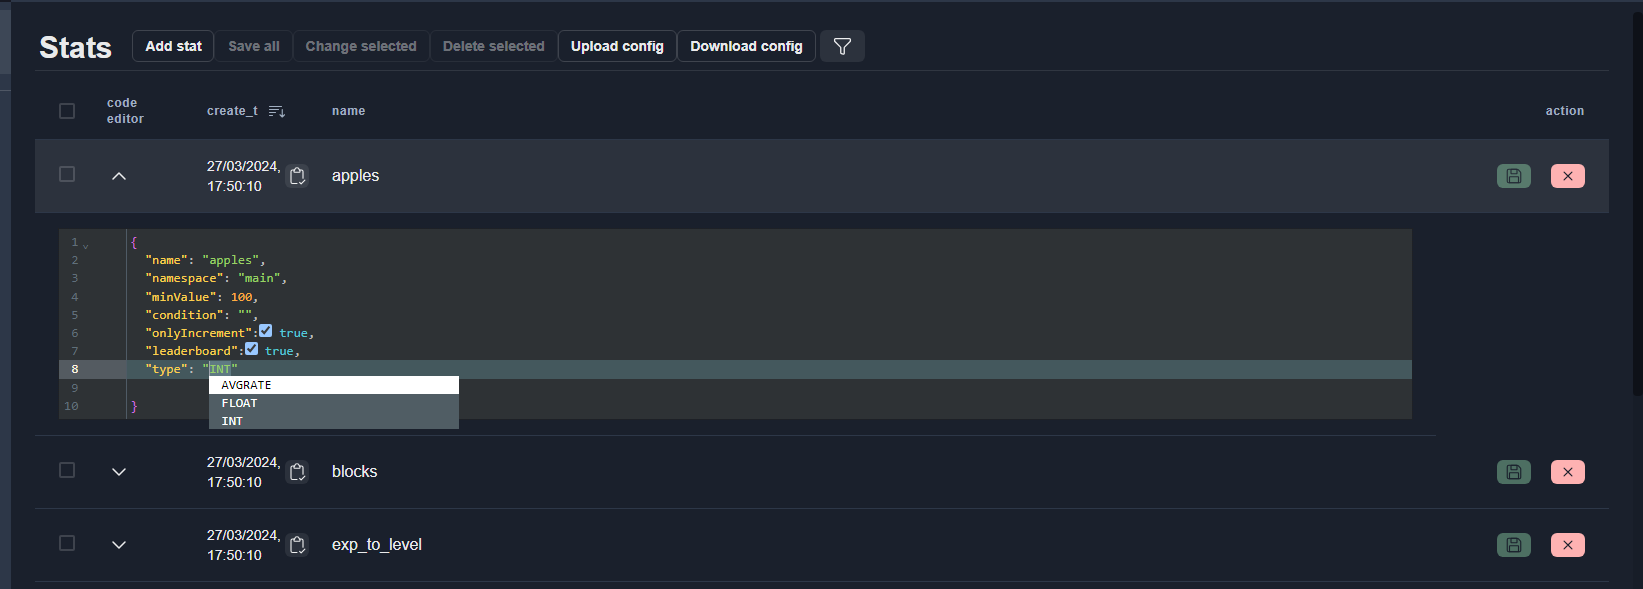 Stats
Add stat
Save all
Change selected
Delete selected
Upload config
Download config
code editor
create_t
name
action
27/03/2024, 17:50:10
apples
1 {
2 "name": "apples",
3 "namespace": "main",
4 "minValue": 100,
5 "condition": "",
6 "onlyIncrement": true,
7 "leaderboard": true,
8 "type": "INT"
9
10 }
AVGRATE
FLOAT
INT
27/03/2024, 17:50:10
blocks
27/03/2024, 17:50:10
exp_to_level